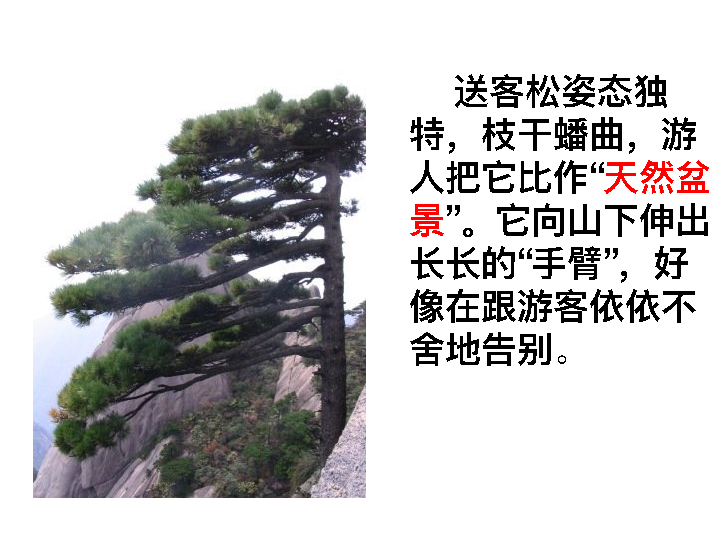 送客松姿态独
特，枝干蟠曲，游
人把它比作“天然盆
景”。它向山下伸出
长长的“手臂”，好
像在跟游客依依不
舍地告别。